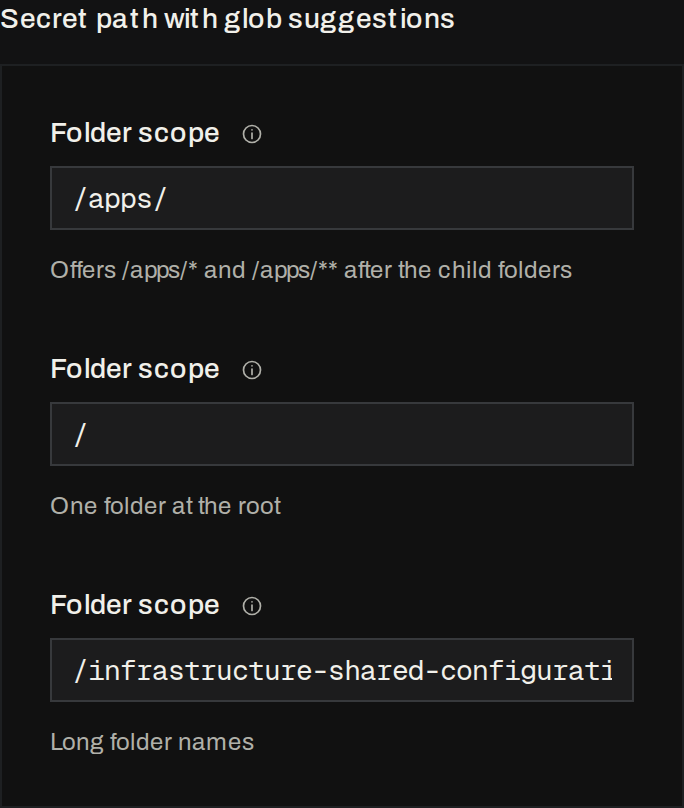 Secret path with glob suggestions
Folder scope
/apps/
Offers /apps/* and /apps/** after the child folders
Folder scope
/
One folder at the root
Folder scope
/infrastructure-shared-configurati
Long folder names